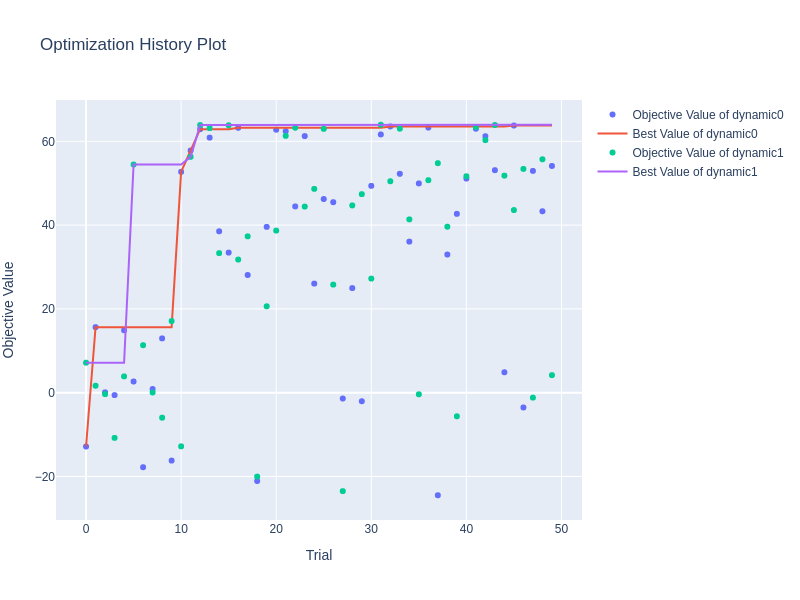 Optimization History Plot
Objective Value of dynamic0
Best Value of dynamic0
Objective Value of dynamic1
Best Value of dynamic1
60
40
20
0
−20
Objective Value
0 10 20 30 40 50
Trial